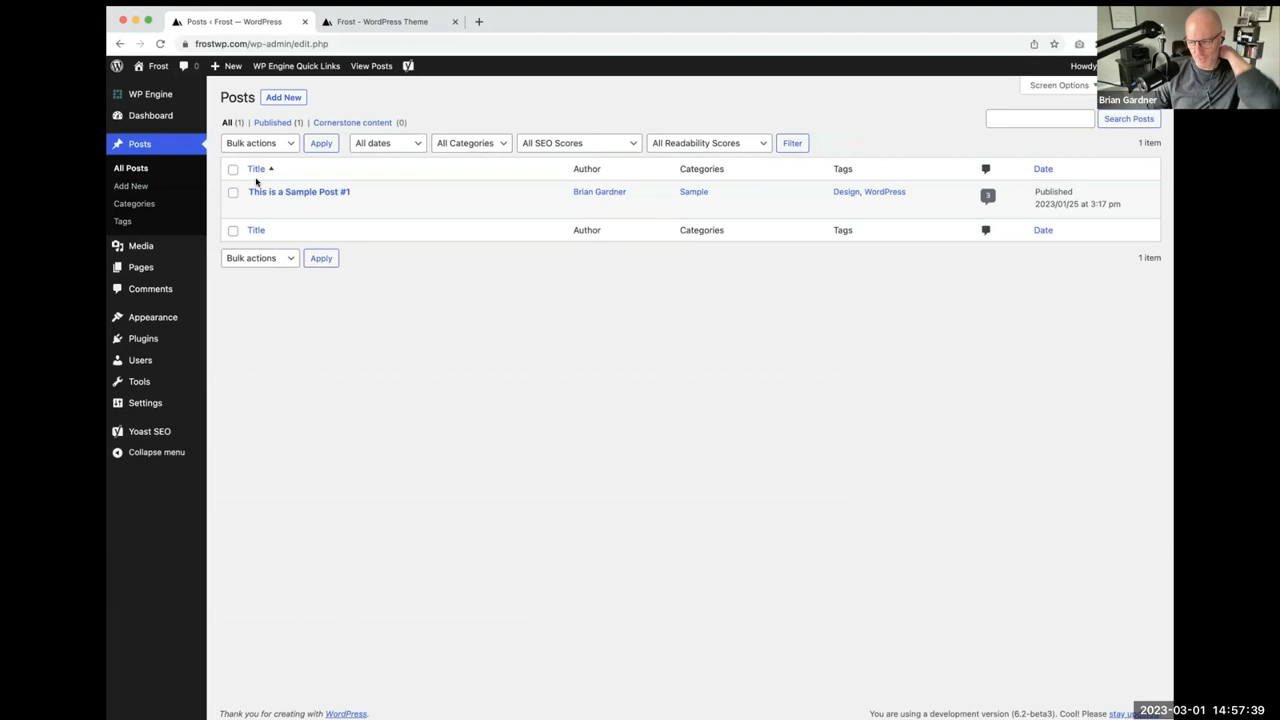 Posts ‹ Frost — WordPress
Frost - WordPress Theme
frostwp.com/wp-admin/edit.php
Frost 0 New WP Engine Quick Links View Posts Howdy
Brian Gardner
WP Engine
Dashboard
Posts
All Posts
Add New
Categories
Tags
Media
Pages
Comments
Appearance
Plugins
Users
Tools
Settings
Yoast SEO
Collapse menu
Posts Add New
Screen Options
All (1) | Published (1) | Cornerstone content (0)
Search Posts
Bulk actions Apply All dates All Categories All SEO Scores All Readability Scores Filter 1 item
Title Author Categories Tags Date
This is a Sample Post #1 Brian Gardner Sample Design, WordPress 3 Published
2023/01/25 at 3:17 pm
Title Author Categories Tags Date
Bulk actions Apply 1 item
Thank you for creating with WordPress.
You are using a development version (6.2-beta3). Cool! Please stay
2023-03-01 14:57:39